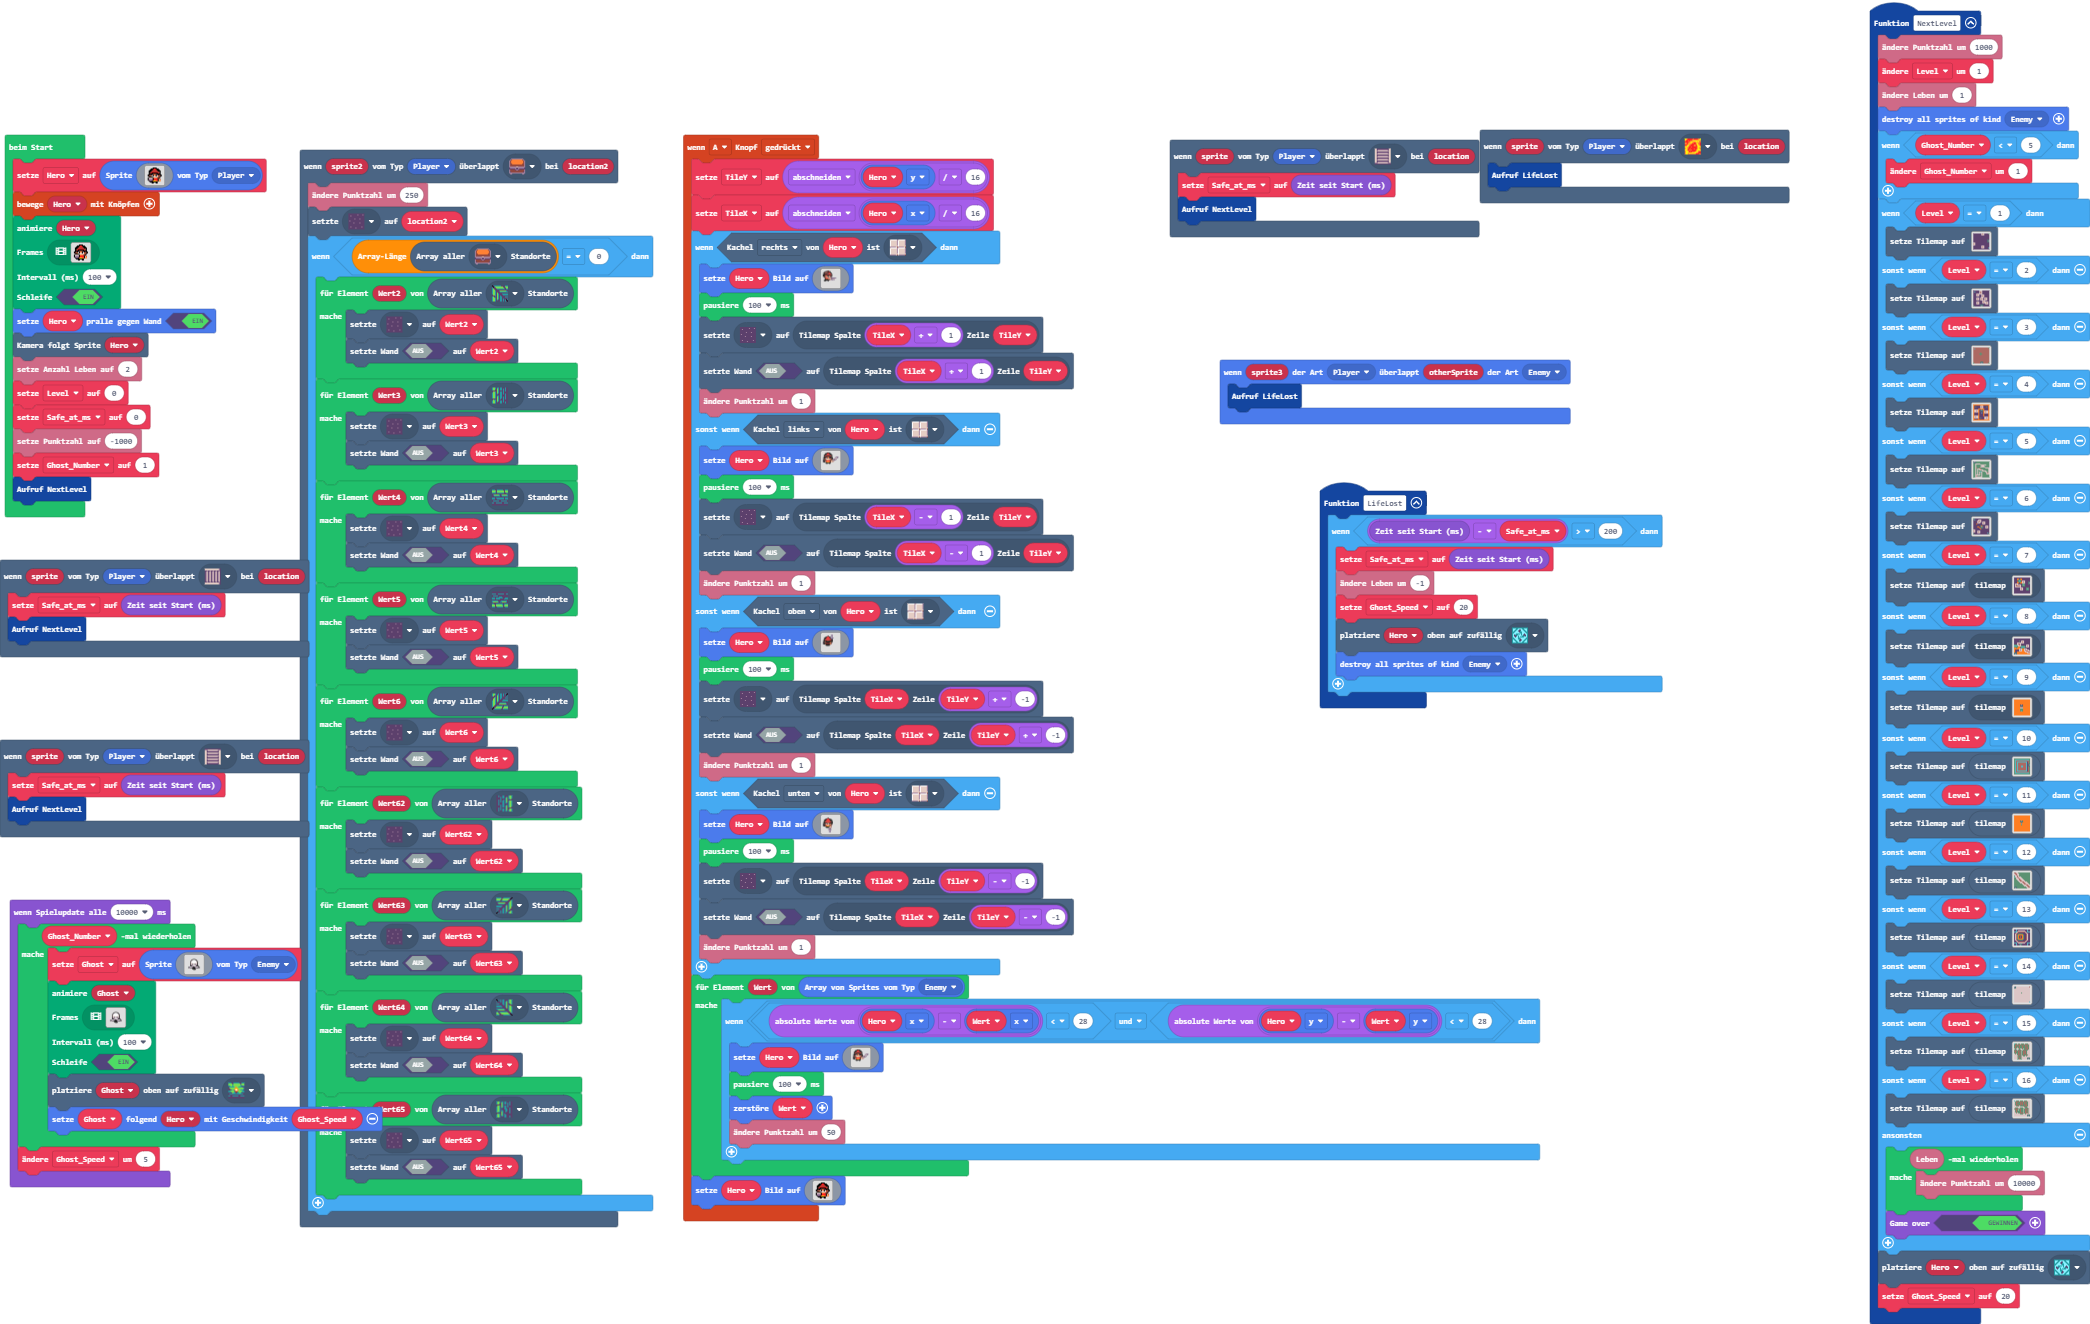 beim Start
setze Hero auf Sprite vom Typ Player
bewege Hero mit Knöpfen
animiere Hero
Frames
Intervall (ms) 100
Schleife EIN
setze Hero pralle gegen Wand EIN
Kamera folgt Sprite Hero
setze Anzahl Leben auf 2
setze Level auf 0
setze Safe_at_ms auf 0
setze Punktzahl auf -1000
setze Ghost_Number auf 1
Aufruf NextLevel
wenn sprite vom Typ Player überlappt bei location
setze Safe_at_ms auf Zeit seit Start (ms)
Aufruf NextLevel
wenn sprite vom Typ Player überlappt bei location
setze Safe_at_ms auf Zeit seit Start (ms)
Aufruf NextLevel
wenn Spielupdate alle 10000 ms
Ghost_Number -mal wiederholen
mache
setze Ghost auf Sprite vom Typ Enemy
animiere Ghost
Frames
Intervall (ms) 100
Schleife EIN
platziere Ghost oben auf zufällig
setze Ghost folgend Hero mit Geschwindigkeit Ghost_Speed
ändere Ghost_Speed um 5
wenn sprite2 vom Typ Player überlappt bei location2
ändere Punktzahl um 250
setzte auf location2
wenn Array-Länge Array aller Standorte = 0 dann
für Element Wert2 von Array aller Standorte
mache
setzte auf Wert2
setzte Wand AUS auf Wert2
für Element Wert3 von Array aller Standorte
mache
setzte auf Wert3
setzte Wand AUS auf Wert3
für Element Wert4 von Array aller Standorte
mache
setzte auf Wert4
setzte Wand AUS auf Wert4
für Element Wert5 von Array aller Standorte
mache
setzte auf Wert5
setzte Wand AUS auf Wert5
für Element Wert6 von Array aller Standorte
mache
setzte auf Wert6
setzte Wand AUS auf Wert6
für Element Wert62 von Array aller Standorte
mache
setzte auf Wert62
setzte Wand AUS auf Wert62
für Element Wert63 von Array aller Standorte
mache
setzte auf Wert63
setzte Wand AUS auf Wert63
für Element Wert64 von Array aller Standorte
mache
setzte auf Wert64
setzte Wand AUS auf Wert64
Wert65 von Array aller Standorte
mache
setzte auf Wert65
setzte Wand AUS auf Wert65
wenn A Knopf gedrückt
setze TileY auf abschneiden Hero y / 16
setze TileX auf abschneiden Hero x / 16
wenn Kachel rechts von Hero ist dann
setze Hero Bild auf
pausiere 100 ms
setzte auf Tilemap Spalte TileX + 1 Zeile TileY
setzte Wand AUS auf Tilemap Spalte TileX + 1 Zeile TileY
ändere Punktzahl um 1
sonst wenn Kachel links von Hero ist dann
setze Hero Bild auf
pausiere 100 ms
setzte auf Tilemap Spalte TileX - 1 Zeile TileY
setzte Wand AUS auf Tilemap Spalte TileX - 1 Zeile TileY
ändere Punktzahl um 1
sonst wenn Kachel oben von Hero ist dann
setze Hero Bild auf
pausiere 100 ms
setzte auf Tilemap Spalte TileX Zeile TileY + -1
setzte Wand AUS auf Tilemap Spalte TileX Zeile TileY + -1
ändere Punktzahl um 1
sonst wenn Kachel unten von Hero ist dann
setze Hero Bild auf
pausiere 100 ms
setzte auf Tilemap Spalte TileX Zeile TileY - -1
setzte Wand AUS auf Tilemap Spalte TileX Zeile TileY - -1
ändere Punktzahl um 1
für Element Wert von Array von Sprites vom Typ Enemy
mache
wenn absolute Werte von Hero x - Wert x < 28 und absolute Werte von Hero y - Wert y < 28 dann
setze Hero Bild auf
pausiere 100 ms
zerstöre Wert
ändere Punktzahl um 50
setze Hero Bild auf
wenn sprite vom Typ Player überlappt bei location
setze Safe_at_ms auf Zeit seit Start (ms)
Aufruf NextLevel
wenn sprite vom Typ Player überlappt bei location
Aufruf LifeLost
wenn sprite3 der Art Player überlappt otherSprite der Art Enemy
Aufruf LifeLost
Funktion LifeLost
wenn Zeit seit Start (ms) - Safe_at_ms > 200 dann
setze Safe_at_ms auf Zeit seit Start (ms)
ändere Leben um -1
setze Ghost_Speed auf 20
platziere Hero oben auf zufällig
destroy all sprites of kind Enemy
Funktion NextLevel
ändere Punktzahl um 1000
ändere Level um 1
ändere Leben um 1
destroy all sprites of kind Enemy
wenn Ghost_Number < 5 dann
ändere Ghost_Number um 1
wenn Level = 1 dann
setze Tilemap auf
sonst wenn Level = 2 dann
setze Tilemap auf
sonst wenn Level = 3 dann
setze Tilemap auf
sonst wenn Level = 4 dann
setze Tilemap auf
sonst wenn Level = 5 dann
setze Tilemap auf
sonst wenn Level = 6 dann
setze Tilemap auf
sonst wenn Level = 7 dann
setze Tilemap auf tilemap
sonst wenn Level = 8 dann
setze Tilemap auf tilemap
sonst wenn Level = 9 dann
setze Tilemap auf tilemap
sonst wenn Level = 10 dann
setze Tilemap auf tilemap
sonst wenn Level = 11 dann
setze Tilemap auf tilemap
sonst wenn Level = 12 dann
setze Tilemap auf tilemap
sonst wenn Level = 13 dann
setze Tilemap auf tilemap
sonst wenn Level = 14 dann
setze Tilemap auf tilemap
sonst wenn Level = 15 dann
setze Tilemap auf tilemap
sonst wenn Level = 16 dann
setze Tilemap auf tilemap
ansonsten
Leben -mal wiederholen
mache
ändere Punktzahl um 10000
Game over GEWINNEN
platziere Hero oben auf zufällig
setze Ghost_Speed auf 20